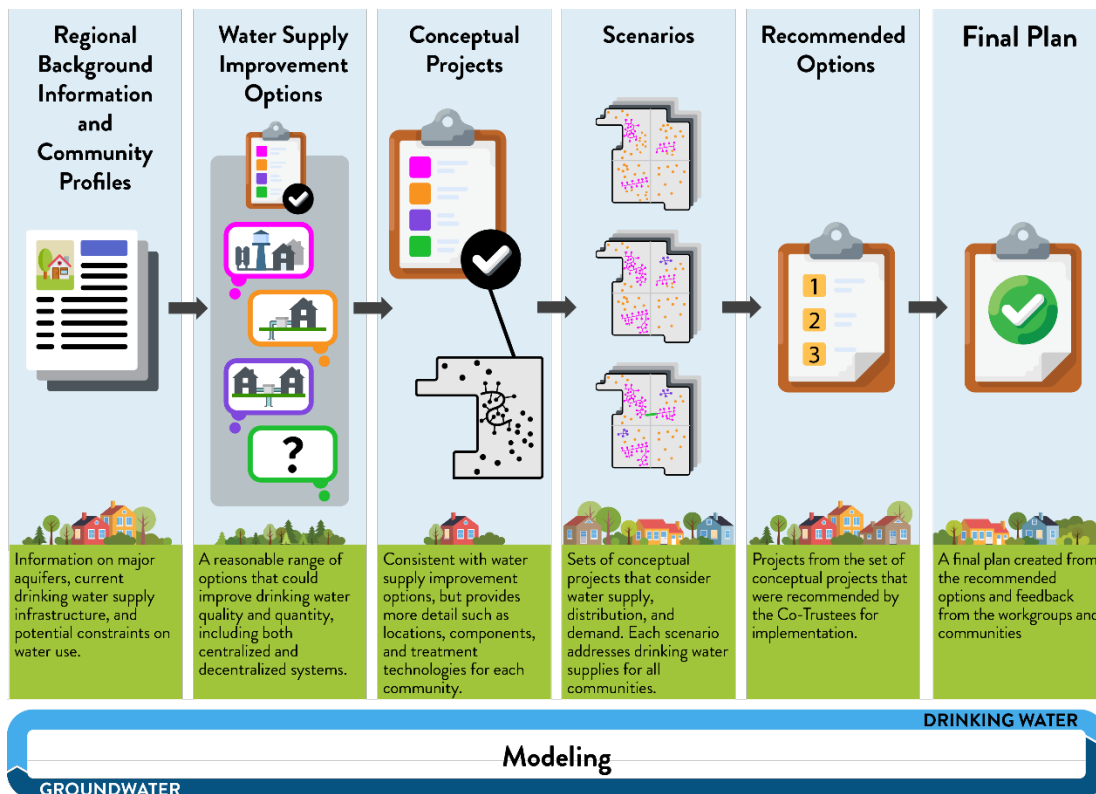 Regional
Background
Information
and
Community
Profiles
Information on major
aquifers, current
drinking water supply
infrastructure, and
potential constraints on
water use.
Water Supply
Improvement
Options
?
A reasonable range of
options that could
improve drinking water
quality and quantity,
including both
centralized and
decentralized systems.
Conceptual
Projects
Consistent with water
supply improvement
options, but provides
more detail such as
locations, components,
and treatment
technologies for each
community.
Scenarios
Sets of conceptual
projects that consider
water supply,
distribution, and
demand. Each scenario
addresses drinking water
supplies for all
communities.
Recommended
Options
1
2
3
Projects from the set of
conceptual projects that
were recommended by
the Co-Trustees for
implementation.
Final Plan
A final plan created from
the recommended
options and feedback
from the workgroups and
communities
DRINKING WATER
Modeling
GROUNDWATER